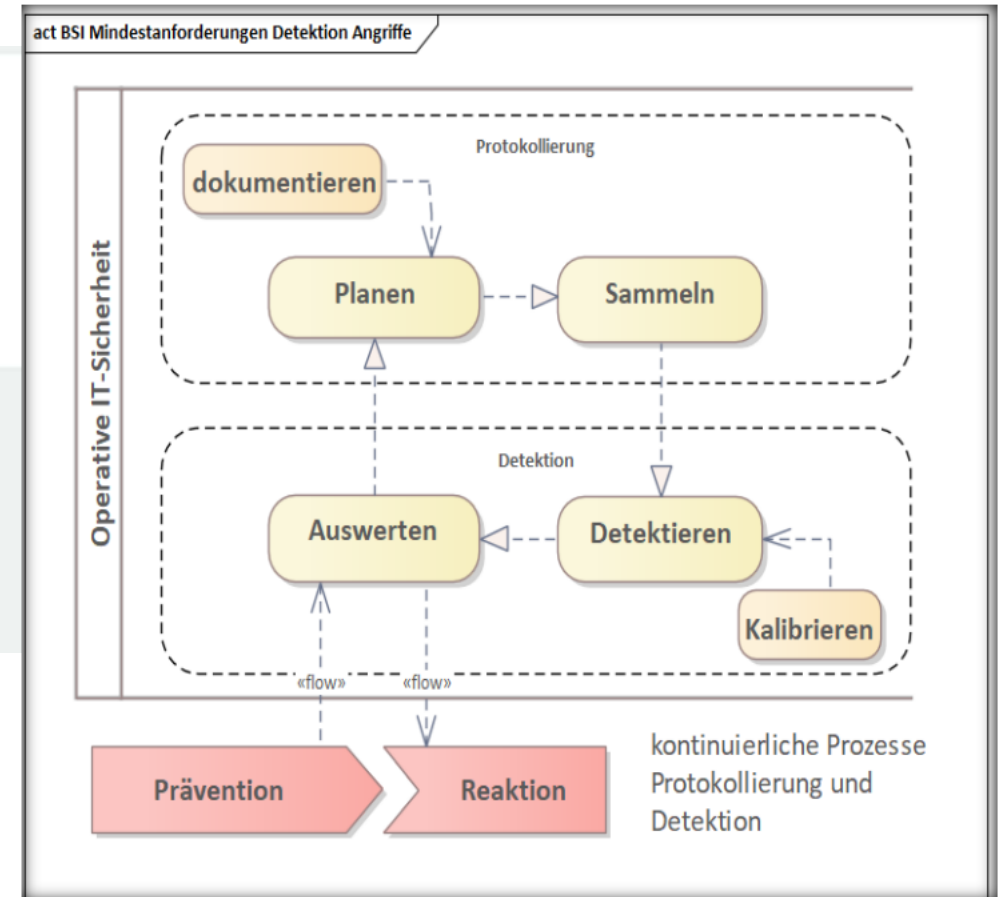 act BSI Mindestanforderungen Detektion Angriffe
Operative IT-Sicherheit
Protokollierung
dokumentieren
Planen
Sammeln
Detektion
Auswerten
Detektieren
Kalibrieren
«flow»
«flow»
Prävention
Reaktion
kontinuierliche Prozesse
Protokollierung und
Detektion